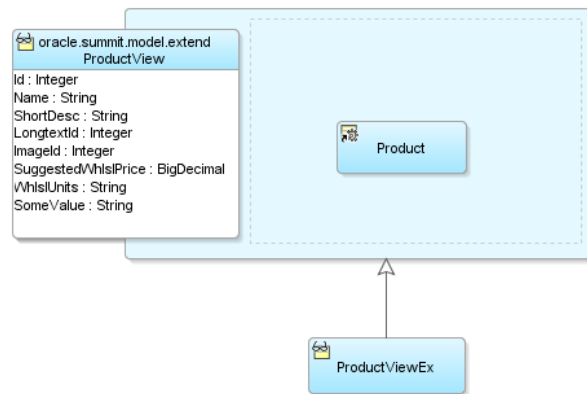 oracle.summit.model.extend
ProductView
Id : Integer
Name : String
ShortDesc : String
LongtextId : Integer
ImageId : Integer
SuggestedWhlslPrice : BigDecimal
WhlslUnits : String
SomeValue : String
Product
ProductViewEx